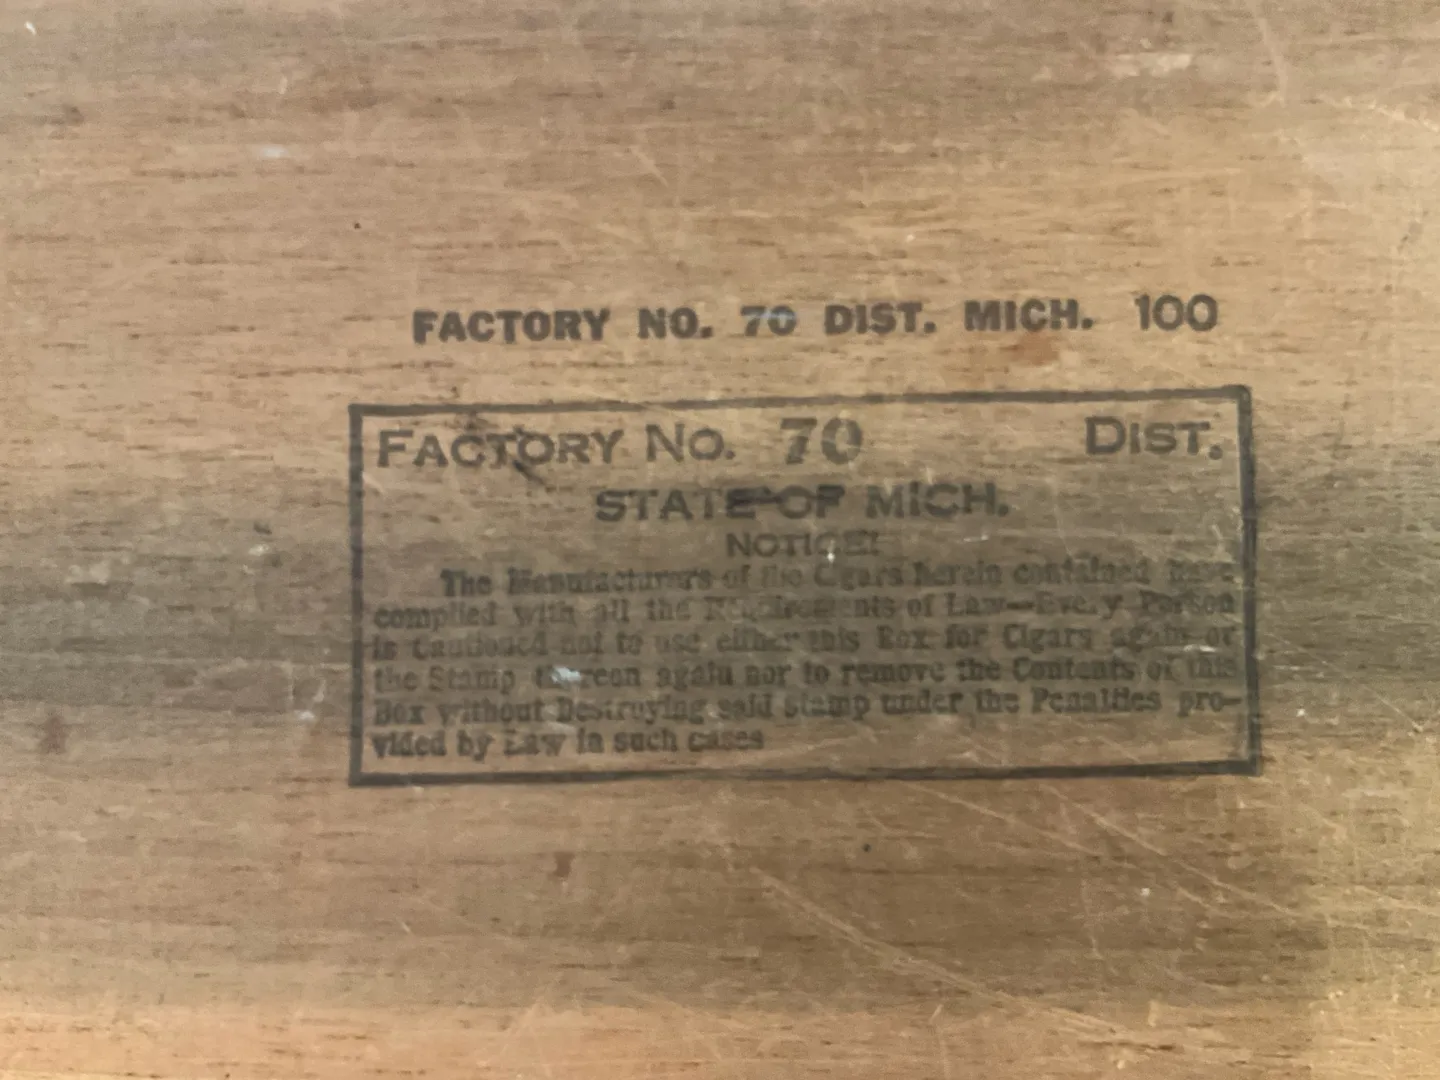 FACTORY NO. 70 DIST. MICH. 100
FACTORY NO. 70 DIST.
STATE OF MICH.
NOTICE!
The Manufacturers of the Cigars herein contained have
complied with all the Requirements of Law—Every Person
is Cautioned not to use either this Box for Cigars again or
the Stamp thereon again nor to remove the Contents of this
Box without Destroying said stamp under the Penalties pro-
vided by Law in such cases